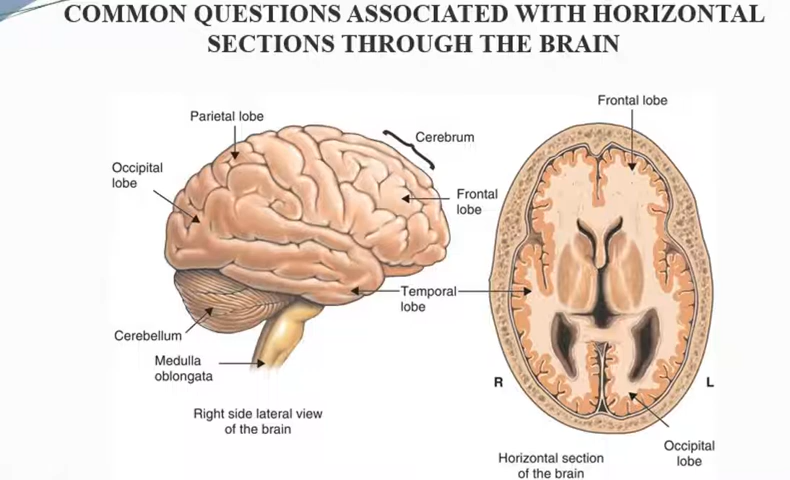 COMMON QUESTIONS ASSOCIATED WITH HORIZONTAL
SECTIONS THROUGH THE BRAIN
Parietal lobe
Cerebrum
Occipital
lobe
Frontal
lobe
Temporal
lobe
Cerebellum
Medulla
oblongata
Right side lateral view
of the brain
Frontal lobe
R
L
Occipital
lobe
Horizontal section
of the brain